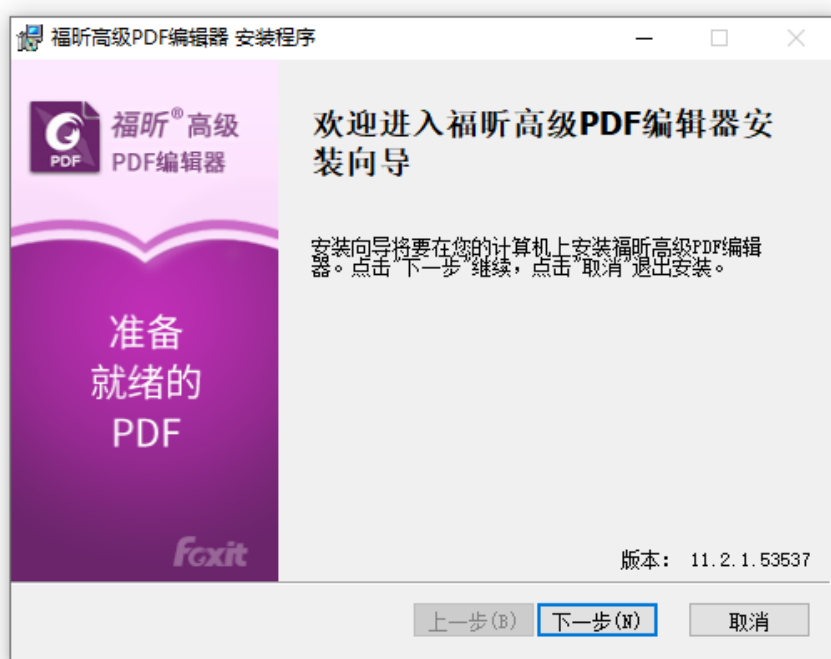 福昕高级PDF编辑器 安装程序
福昕®高级
PDF编辑器
PDF
欢迎进入福昕高级PDF编辑器安
装向导
安装向导将要在您的计算机上安装福昕高级PDF编辑
器。点击"下一步"继续，点击"取消"退出安装。
准备
就绪的
PDF
Foxit
版本： 11.2.1.53537
上一步(B)
下一步(N)
取消